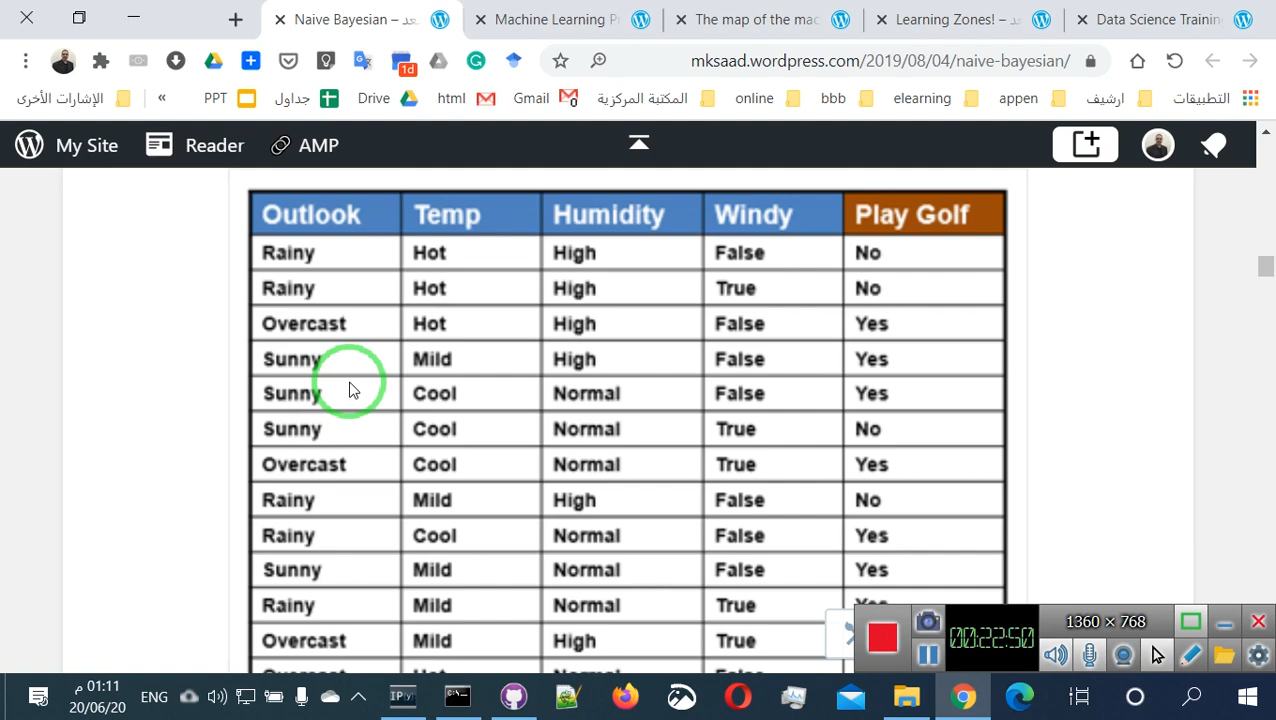 Naive Bayesian – بعد
Machine Learning P
The map of the mac
Learning Zones! – بعد
Data Science Training
mksaad.wordpress.com/2019/08/04/naive-bayesian/
1d
الإشارات الأخرى « PPT جداول Drive html Gmail المكتبة المركزية online bbb elearning appen ارشيف التطبيقات
My Site Reader AMP
Outlook Temp Humidity Windy Play Golf
Rainy Hot High False No
Rainy Hot High True No
Overcast Hot High False Yes
Sunny Mild High False Yes
Sunny Cool Normal False Yes
Sunny Cool Normal True No
Overcast Cool Normal True Yes
Rainy Mild High False No
Rainy Cool Normal False Yes
Sunny Mild Normal False Yes
Rainy Mild Normal True Yes
Overcast Mild High True
1360 × 768
00:22:50
01:11 م ENG
20/06/20